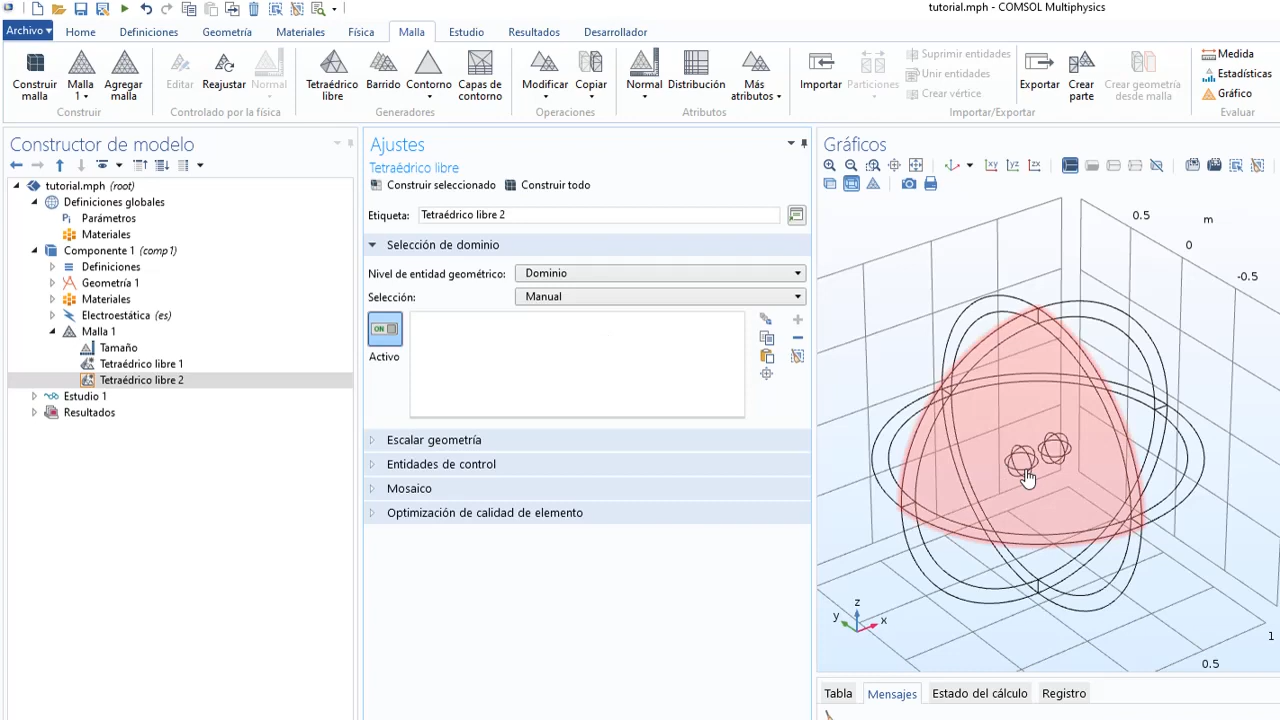 tutorial.mph - COMSOL Multiphysics
Archivo Home Definiciones Geometría Materiales Física Malla Estudio Resultados Desarrollador
Construir malla
Malla 1
Agregar malla
Construir
Editar
Reajustar
Normal
Controlado por la física
Tetraédrico libre
Barrido
Contorno
Capas de contorno
Generadores
Modificar
Copiar
Operaciones
Normal
Distribución
Más atributos
Atributos
Importar
Particiones
Suprimir entidades
Unir entidades
Crear vértice
Exportar
Crear parte
Crear geometría desde malla
Importar/Exportar
Medida
Estadísticas
Gráfico
Evaluar
Constructor de modelo
tutorial.mph (root)
Definiciones globales
Pi Parámetros
Materiales
Componente 1 (comp1)
Definiciones
Geometría 1
Materiales
Electroestática (es)
Malla 1
Tamaño
Tetraédrico libre 1
Tetraédrico libre 2
Estudio 1
Resultados
Ajustes
Tetraédrico libre
Construir seleccionado Construir todo
Etiqueta: Tetraédrico libre 2
Selección de dominio
Nivel de entidad geométrico: Dominio
Selección: Manual
ON
Activo
Escalar geometría
Entidades de control
Mosaico
Optimización de calidad de elemento
Gráficos
xy yz zx
0.5 m
0
-0.5
z
y x
1
0.5
Tabla Mensajes Estado del cálculo Registro